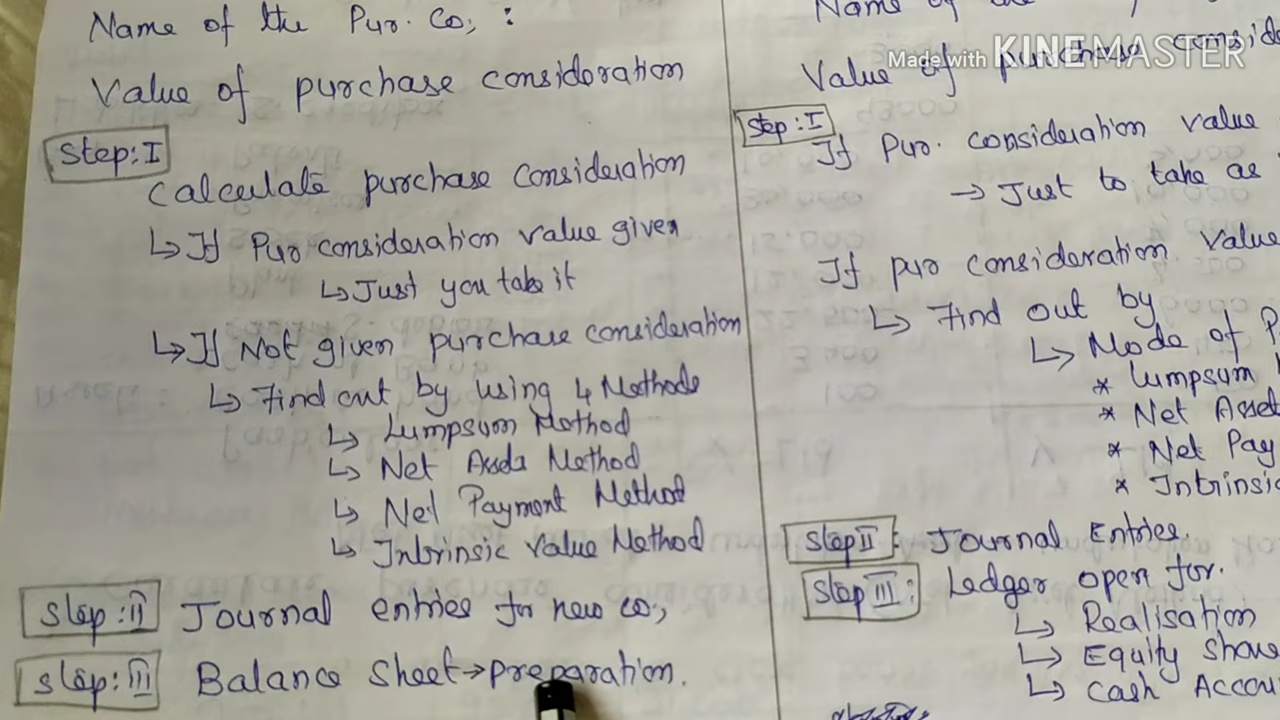 Name of the Pur. Co, :
Value of purchase consideration
Step: I
Calculate purchase consideration
↳ If Pur consideration value given
↳ Just you take it
↳ If Not given purchase consideration
↳ Find out by using 4 Methods
↳ Lumpsum Method
↳ Net Assets Method
↳ Net Payment Method
↳ Intrinsic Value Method
Step: II Journal entries for new co,
Step: III Balance Sheet → preparation.
Name of
Made with KINEMASTER
Value of purchase conside
Step: I
If Pur. consideration value
→ Just to take as
If pur consideration value
↳ Find out by
↳ Mode of P
* lumpsum
* Net Asset
* Net Pay
* Intrinsic
Step II : Journal Entries.
Step III : Ledger open for.
↳ Realisation
↳ Equity share
↳ Cash Accou